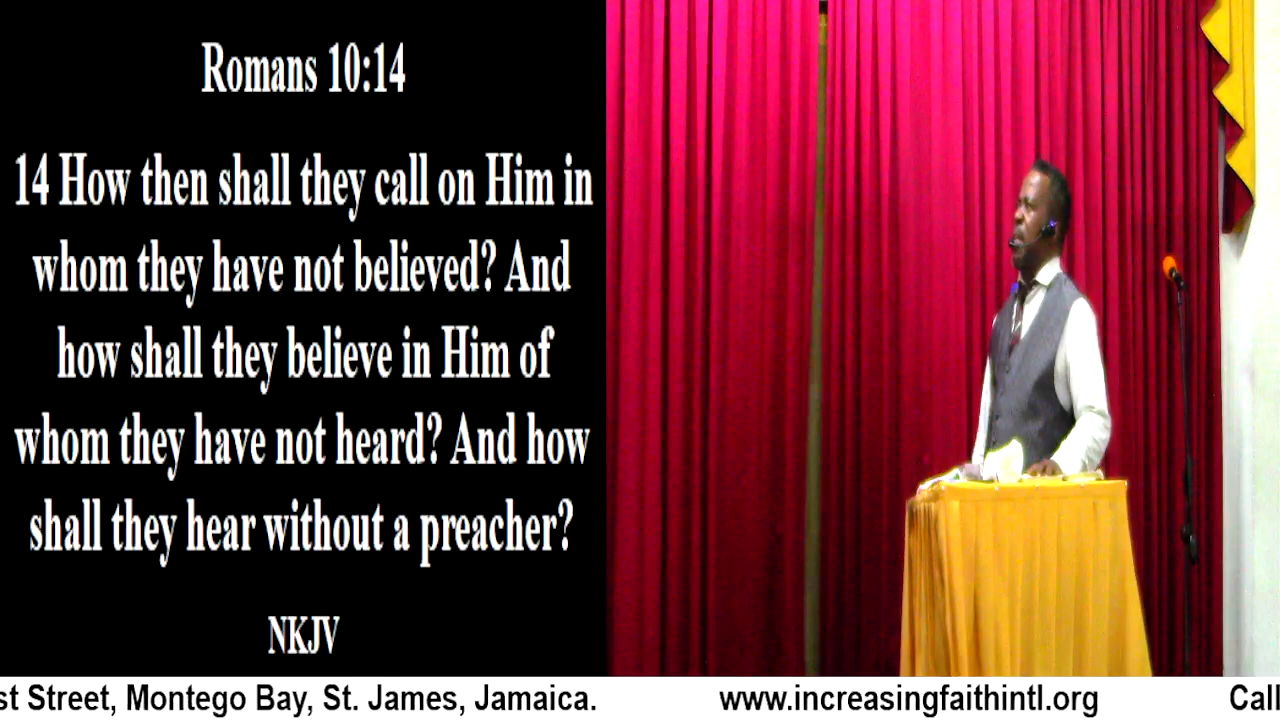 Romans 10:14
14 How then shall they call on Him in
whom they have not believed? And
how shall they believe in Him of
whom they have not heard? And how
shall they hear without a preacher?
NKJV
st Street, Montego Bay, St. James, Jamaica. www.increasingfaithintl.org Call